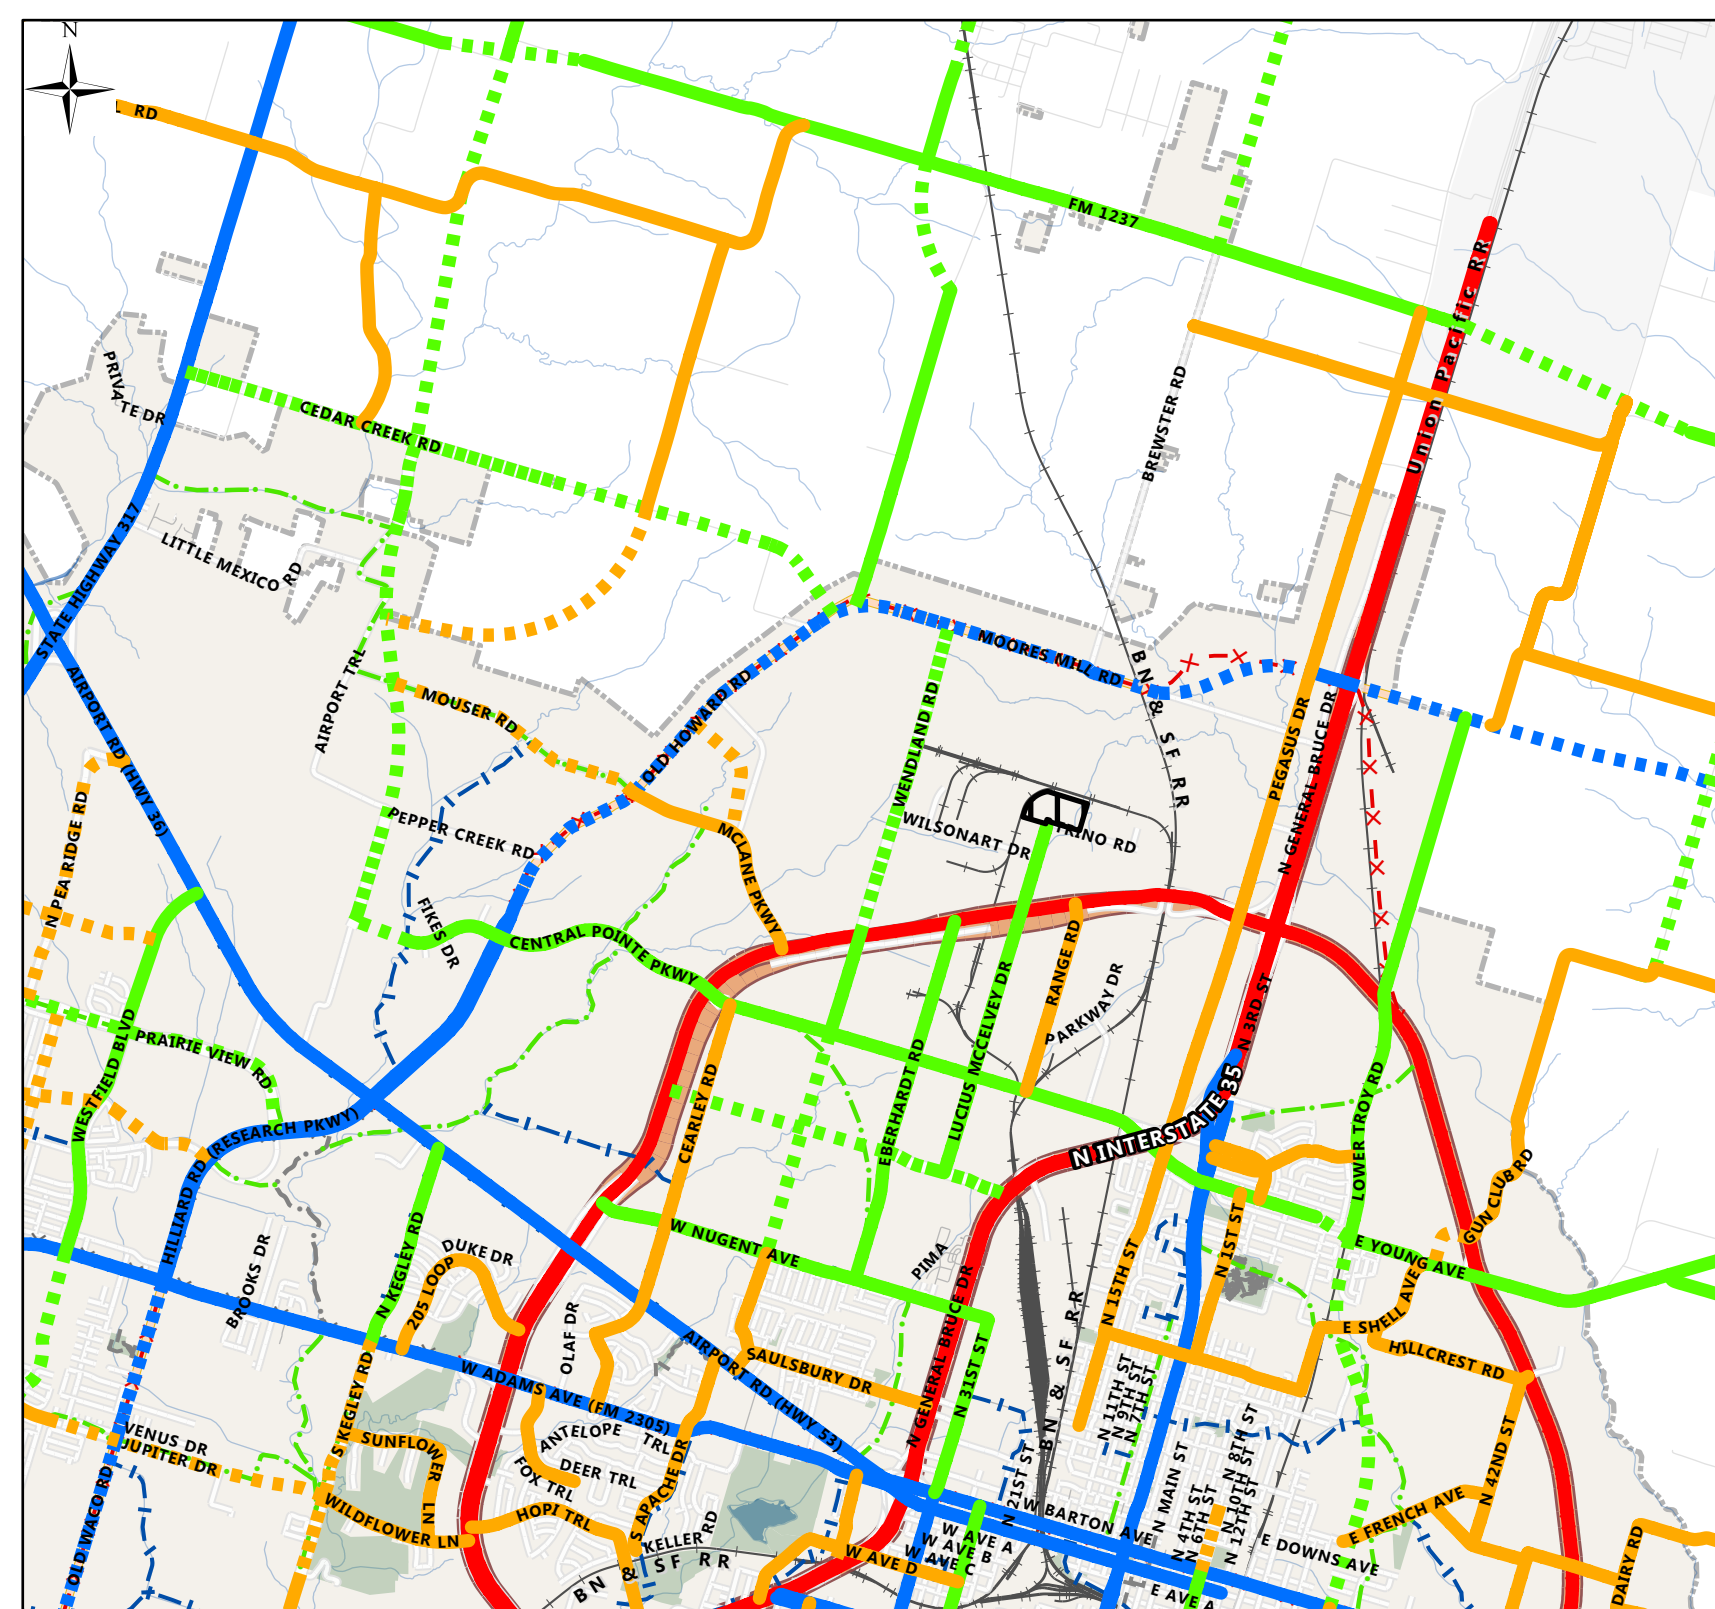 N
L RD
FM 1237
Union Pacific RR
PRIVATE DR
CEDAR CREEK RD
BREWSTER RD
STATE HIGHWAY 317
LITTLE MEXICO RD
MOORES MILL RD
BN & SF RR
AIRPORT TRL
MOUSER RD
OLD HOWARD RD
WENDLAND RD
PEGASUS DR
N GENERAL BRUCE DR
AIRPORT RD (HWY 36)
N PEA RIDGE RD
PEPPER CREEK RD
MCLANE PKWY
WILSONART DR
TRINO RD
FIKES DR
CENTRAL POINTE PKWY
RANGE RD
LUCIUS MCCELVEY DR
PARKWAY DR
N 3RD ST
WESTFIELD BLVD
PRAIRIE VIEW RD
EBERHARDT RD
CEARLEY RD
N INTERSTATE 35
LOWER TROY RD
HILLIARD RD (RESEARCH PKWY)
GUN CLUB RD
N KEGLEY RD
DUKE DR
W NUGENT AVE
PIMA
N 1ST ST
E YOUNG AVE
BROOKS DR
205 LOOP
OLAF DR
N GENERAL BRUCE DR
N 15TH ST
E SHELL AVE
AIRPORT RD (HWY 53)
SAULSBURY DR
N 31ST ST
BN & SF RR
HILLCREST RD
W ADAMS AVE (FM 2305)
S KEGLEY RD
N 11TH ST
N 9TH ST
N 7TH ST
VENUS DR
JUPITER DR
SUNFLOWER LN
ANTELOPE TRL
DEER TRL
FOX TRL
S APACHE DR
N 21ST ST
N MAIN ST
N 8TH ST
N 10TH ST
N 12TH ST
N 4TH ST
N 6TH ST
N 42ND ST
OLD WACO RD
WILDFLOWER LN
HOPI TRL
KELLER RD
W BARTON AVE
W AVE A
W AVE B
W AVE C
W AVE D
E FRENCH AVE
E DOWNS AVE
BN & SF RR
E AVE A
DAIRY RD